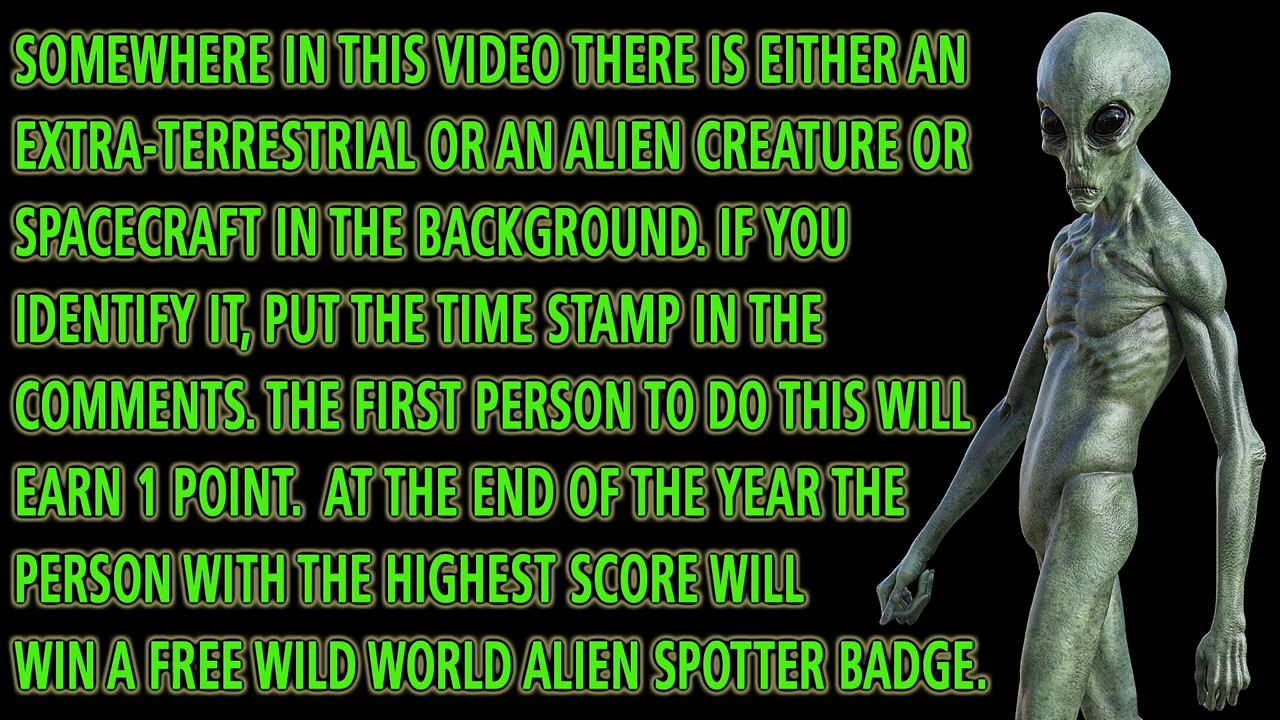 SOMEWHERE IN THIS VIDEO THERE IS EITHER AN
EXTRA-TERRESTRIAL OR AN ALIEN CREATURE OR
SPACECRAFT IN THE BACKGROUND. IF YOU
IDENTIFY IT, PUT THE TIME STAMP IN THE
COMMENTS. THE FIRST PERSON TO DO THIS WILL
EARN 1 POINT.  AT THE END OF THE YEAR THE
PERSON WITH THE HIGHEST SCORE WILL
WIN A FREE WILD WORLD ALIEN SPOTTER BADGE.